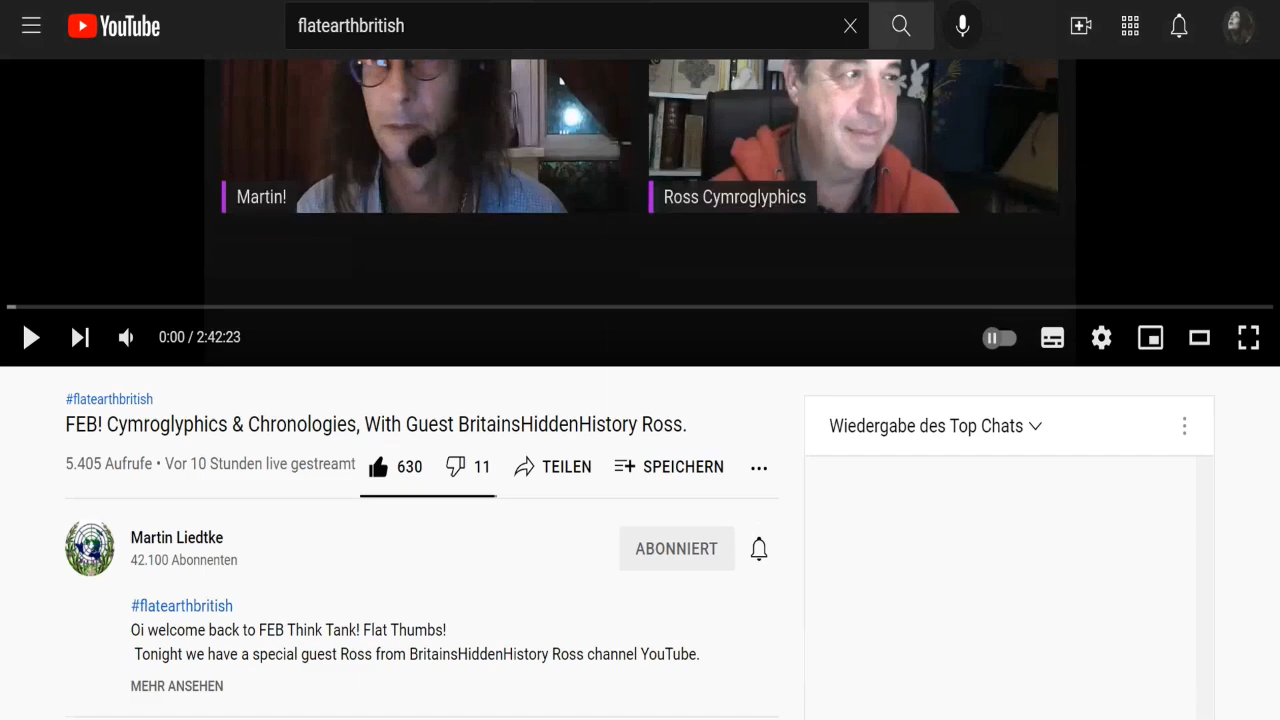 YouTube
flatearthbritish
Martin!
Ross Cymroglyphics
0:00 / 2:42:23
#flatearthbritish
FEB! Cymroglyphics & Chronologies, With Guest BritainsHiddenHistory Ross.
5.405 Aufrufe • Vor 10 Stunden live gestreamt
630
11
TEILEN
SPEICHERN
Wiedergabe des Top Chats
Martin Liedtke
42.100 Abonnenten
ABONNIERT
#flatearthbritish
Oi welcome back to FEB Think Tank! Flat Thumbs!
Tonight we have a special guest Ross from BritainsHiddenHistory Ross channel YouTube.
MEHR ANSEHEN